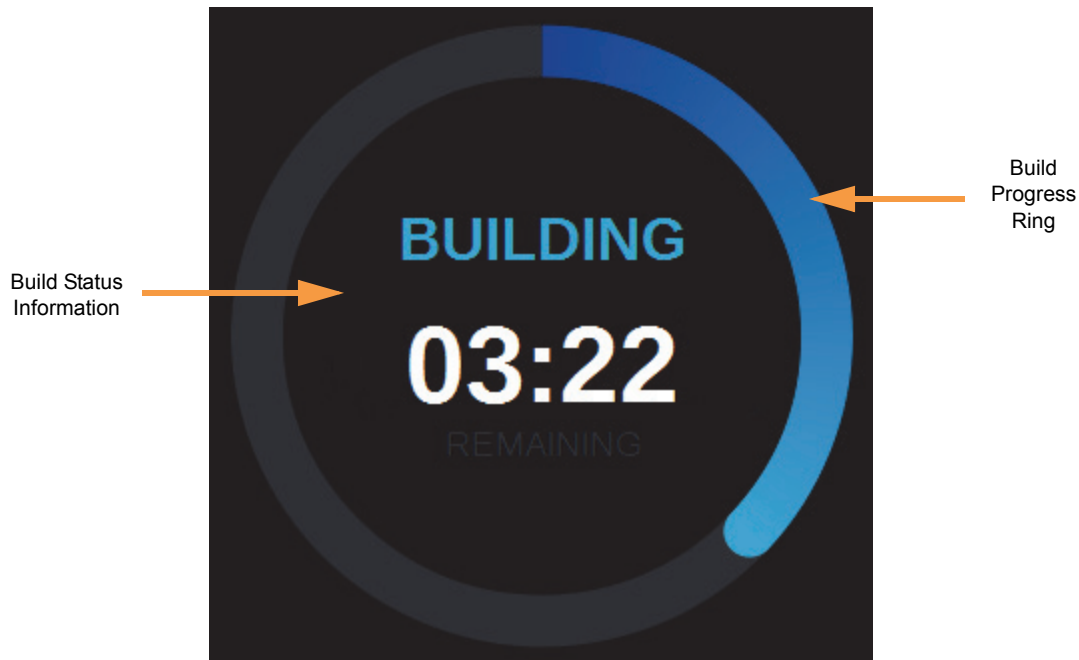 BUILDING
03:22
REMAINING
Build Status
Information
Build
Progress
Ring